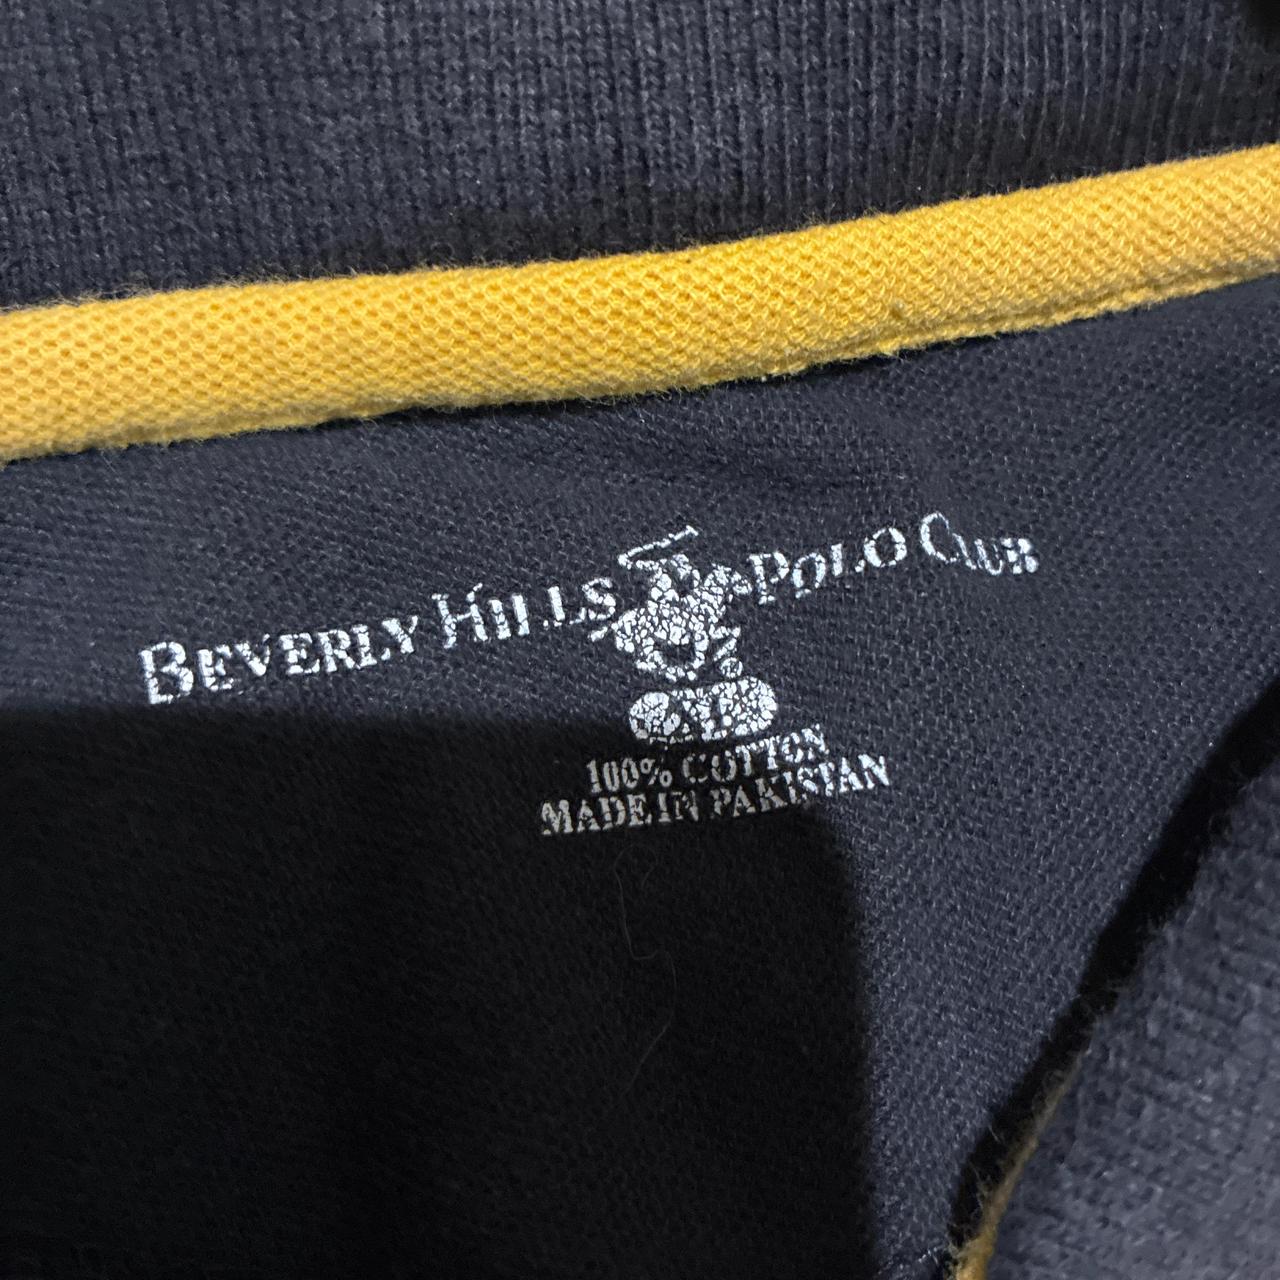 BEVERLY HILLS POLO CLUB
100% COTTON
MADE IN PAKISTAN